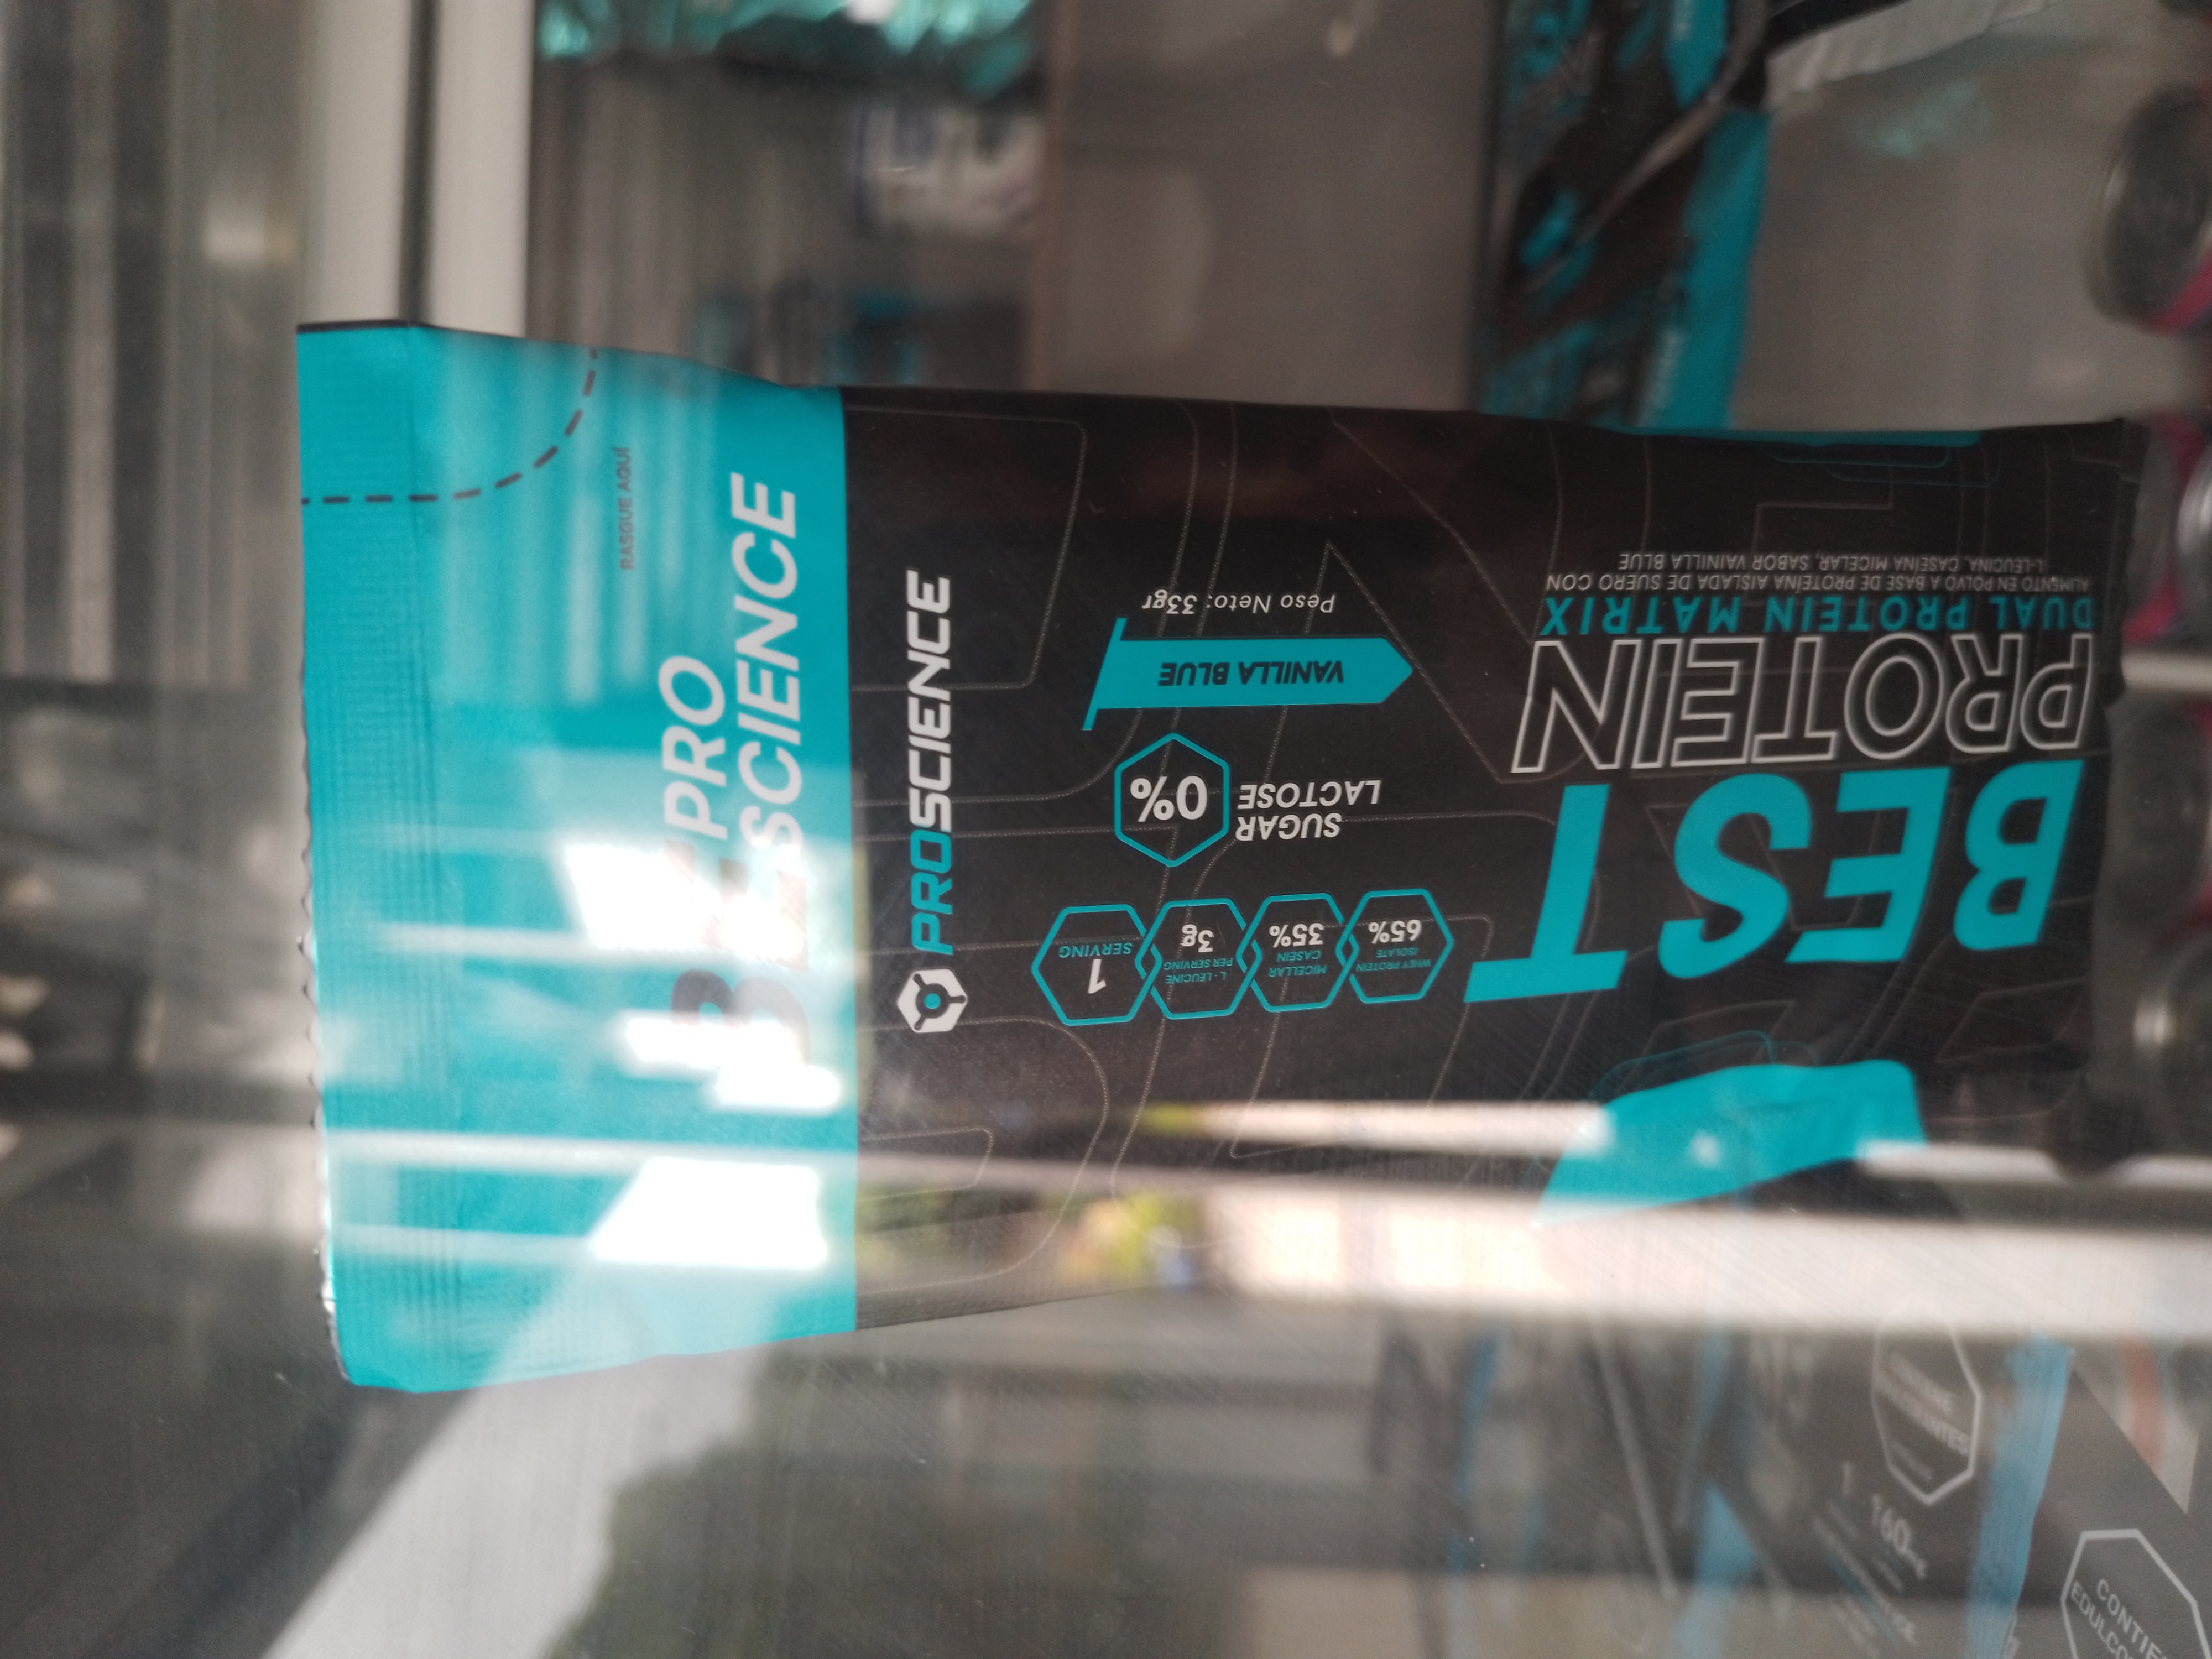 RASGUE AQUÍ
BE PRO
SCIENCE
PROSCIENCE
BEST
PROTEIN
DUAL PROTEIN MATRIX
ALIMENTO EN POLVO A BASE DE PROTEÍNA AISLADA DE SUERO CON
L-LEUCINA, CASEÍNA MICELAR, SABOR VAINILLA BLUE
WHEY PROTEIN
ISOLATE
65%
MICELLAR
CASEIN
35%
L-LEUCINE
PER SERVING
3g
1
SERVING
SUGAR
LACTOSE 0%
VANILLA BLUE
Peso Neto: 33gr